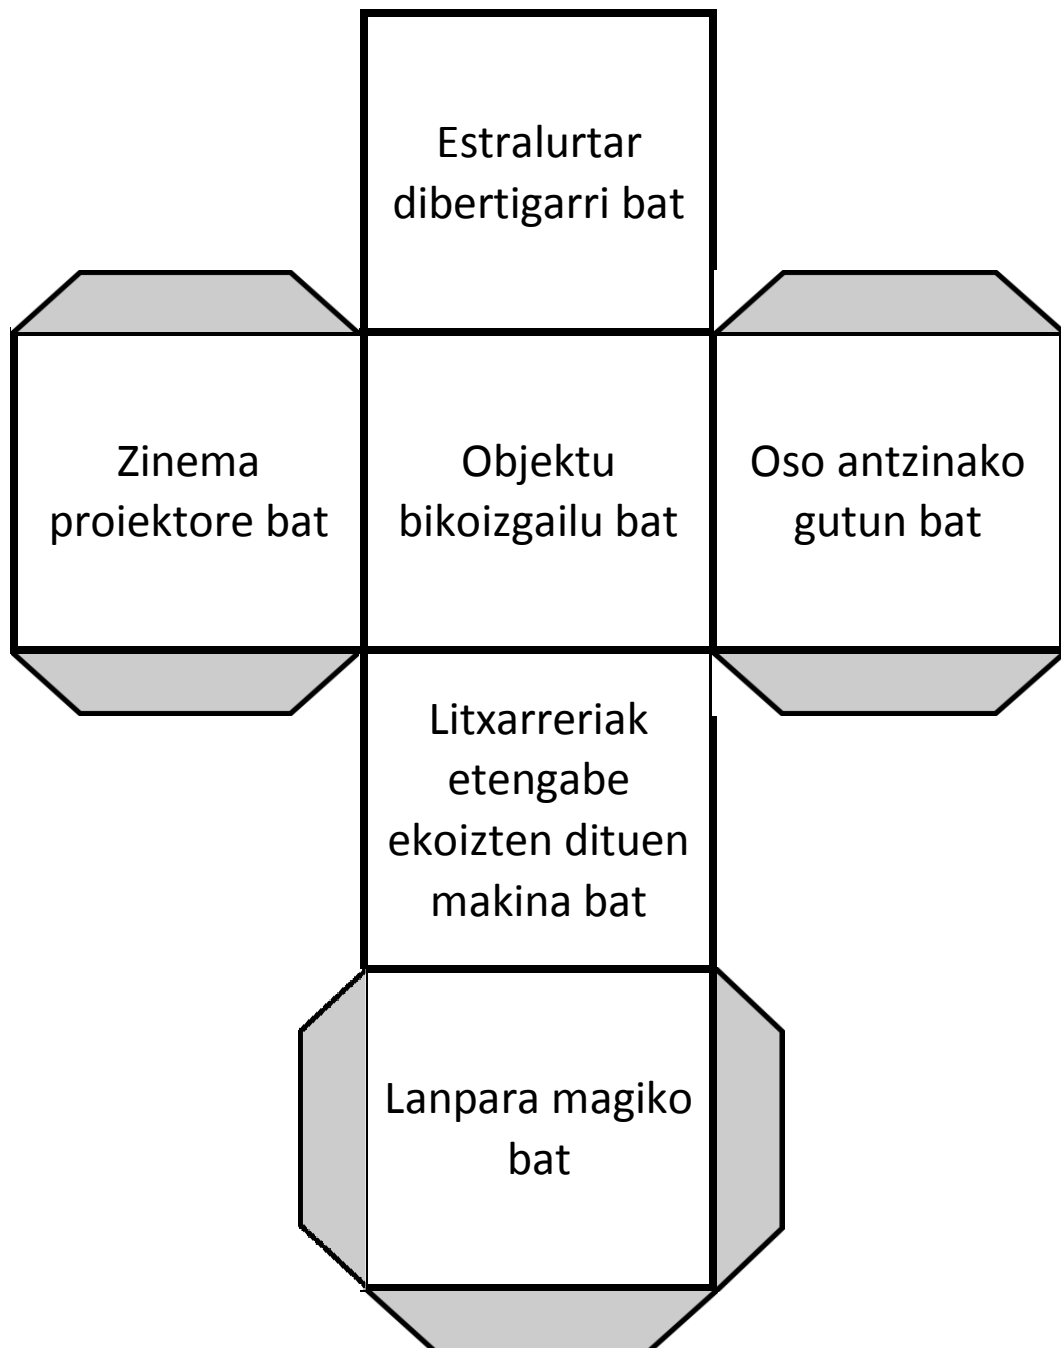 Estralurtar
dibertigarri bat
Zinema
proiektore bat
Objektu
bikoizgailu bat
Oso antzinako
gutun bat
Litxarreriak
etengabe
ekoizten dituen
makina bat
Lanpara magiko
bat